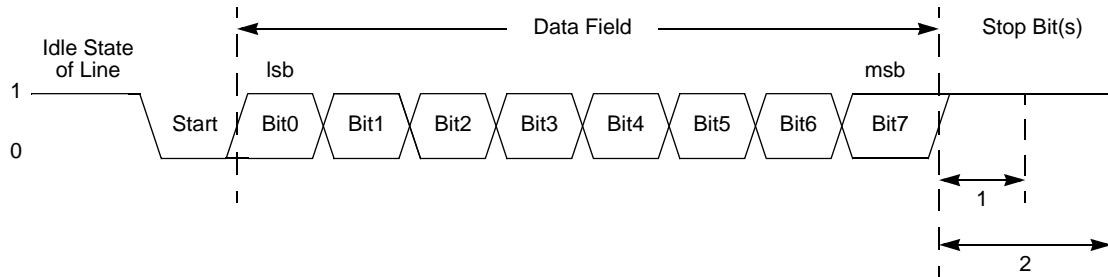 Data Field
Stop Bit(s)
Idle State
of Line
lsb
msb
1
Start
Bit0
Bit1
Bit2
Bit3
Bit4
Bit5
Bit6
Bit7
0
1
2